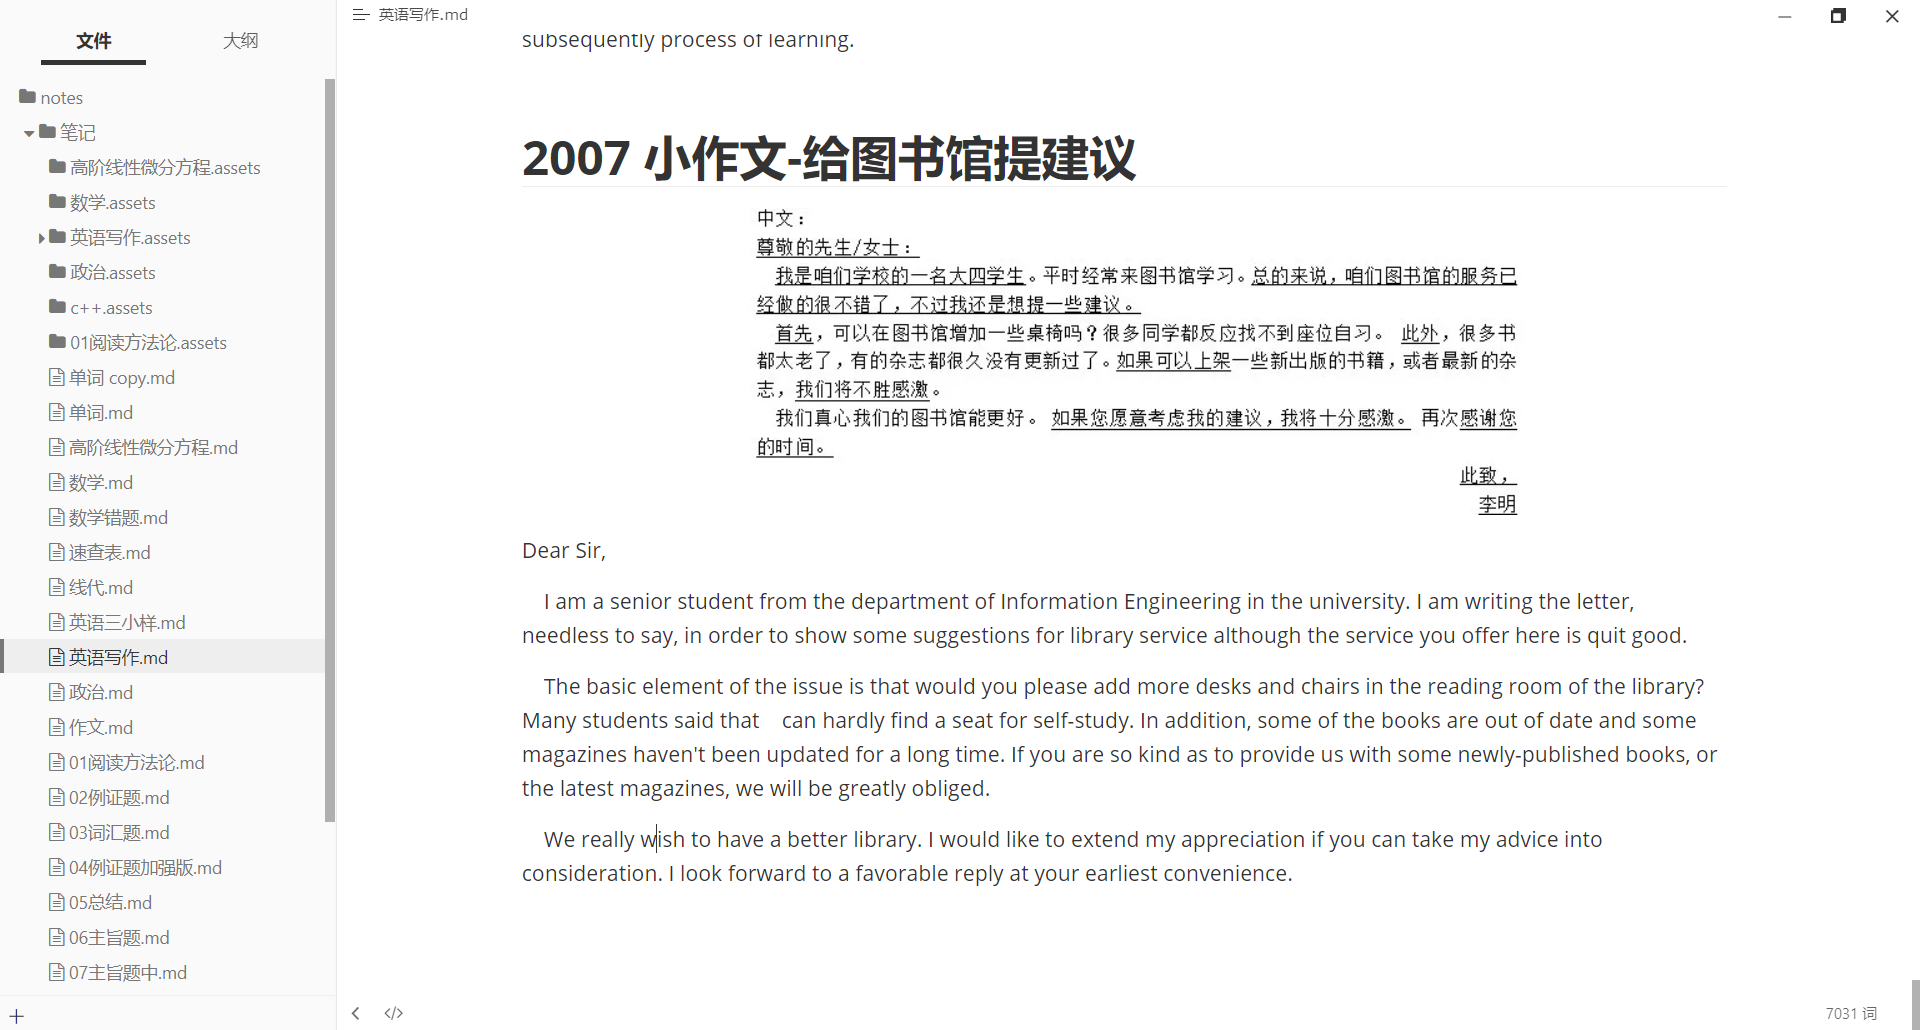 文件
大纲
notes
笔记
高阶线性微分方程.assets
数学.assets
英语写作.assets
政治.assets
c++.assets
01阅读方法论.assets
单词 copy.md
单词.md
高阶线性微分方程.md
数学.md
数学错题.md
速查表.md
线代.md
英语三小样.md
英语写作.md
政治.md
作文.md
01阅读方法论.md
02例证题.md
03词汇题.md
04例证题加强版.md
05总结.md
06主旨题.md
07主旨题中.md
英语写作.md
subsequently process of learning.
2007 小作文-给图书馆提建议
中文：
尊敬的先生/女士：
我是咱们学校的一名大四学生。平时经常来图书馆学习。总的来说，咱们图书馆的服务已
经做的很不错了，不过我还是想提一些建议。
首先，可以在图书馆增加一些桌椅吗？很多同学都反应找不到座位自习。 此外，很多书
都太老了，有的杂志都很久没有更新过了。如果可以上架一些新出版的书籍，或者最新的杂
志，我们将不胜感激。
我们真心我们的图书馆能更好。 如果您愿意考虑我的建议，我将十分感激。 再次感谢您
的时间。
此致，
李明
Dear Sir,
I am a senior student from the department of Information Engineering in the university. I am writing the letter,
needless to say, in order to show some suggestions for library service although the service you offer here is quit good.
The basic element of the issue is that would you please add more desks and chairs in the reading room of the library?
Many students said that can hardly find a seat for self-study. In addition, some of the books are out of date and some
magazines haven't been updated for a long time. If you are so kind as to provide us with some newly-published books, or
the latest magazines, we will be greatly obliged.
We really wish to have a better library. I would like to extend my appreciation if you can take my advice into
consideration. I look forward to a favorable reply at your earliest convenience.
7031 词